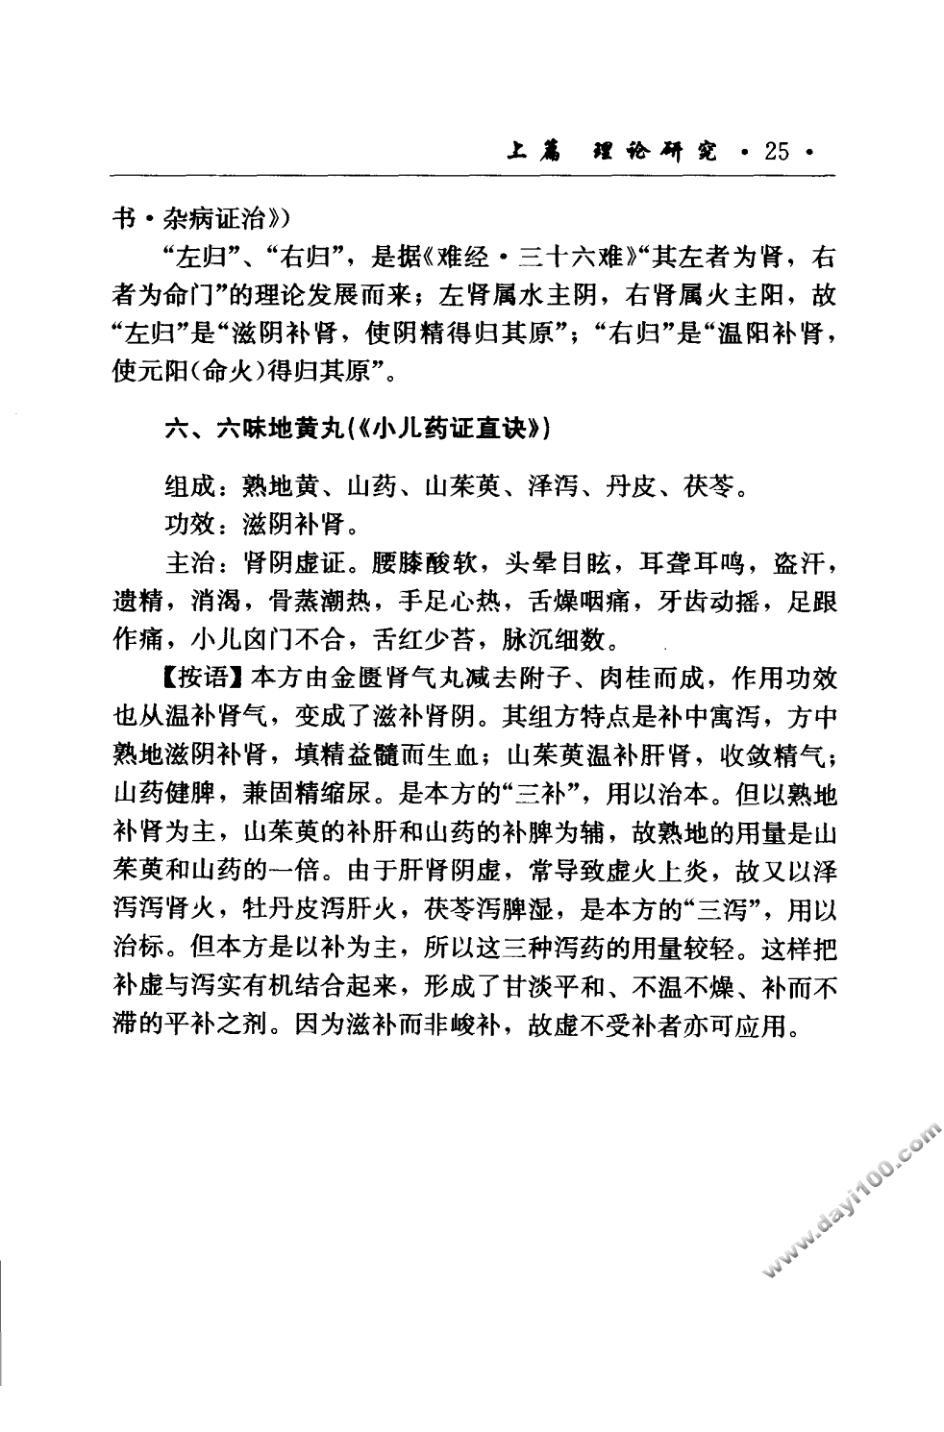 上篇 理论研究 · 25 ·
书·杂病证治》)
“左归”、“右归”，是据《难经·三十六难》“其左者为肾，右
者为命门”的理论发展而来；左肾属水主阴，右肾属火主阳，故
“左归”是“滋阴补肾，使阴精得归其原”；“右归”是“温阳补肾，
使元阳(命火)得归其原”。
六、六味地黄丸(《小儿药证直诀》)
组成：熟地黄、山药、山茱萸、泽泻、丹皮、茯苓。
功效：滋阴补肾。
主治：肾阴虚证。腰膝酸软，头晕目眩，耳聋耳鸣，盗汗，
遗精，消渴，骨蒸潮热，手足心热，舌燥咽痛，牙齿动摇，足跟
作痛，小儿囟门不合，舌红少苔，脉沉细数。
【按语】本方由金匮肾气丸减去附子、肉桂而成，作用功效
也从温补肾气，变成了滋补肾阴。其组方特点是补中寓泻，方中
熟地滋阴补肾，填精益髓而生血；山茱萸温补肝肾，收敛精气；
山药健脾，兼固精缩尿。是本方的“三补”，用以治本。但以熟地
补肾为主，山茱萸的补肝和山药的补脾为辅，故熟地的用量是山
茱萸和山药的一倍。由于肝肾阴虚，常导致虚火上炎，故又以泽
泻泻肾火，牡丹皮泻肝火，茯苓泻脾湿，是本方的“三泻”，用以
治标。但本方是以补为主，所以这三种泻药的用量较轻。这样把
补虚与泻实有机结合起来，形成了甘淡平和、不温不燥、补而不
滞的平补之剂。因为滋补而非峻补，故虚不受补者亦可应用。
www.dayi100.com